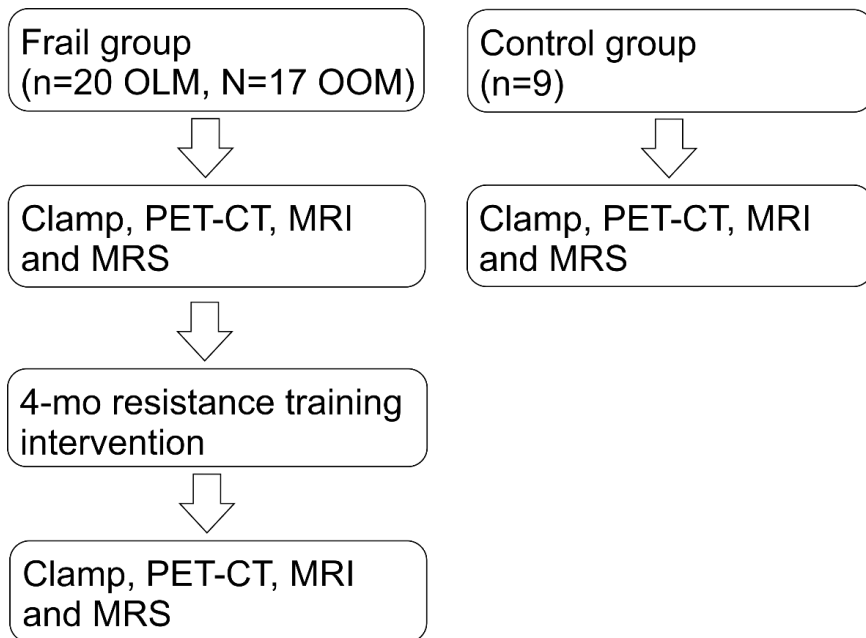 Frail group
(n=20 OLM, N=17 OOM)
Clamp, PET-CT, MRI
and MRS
4-mo resistance training
intervention
Clamp, PET-CT, MRI
and MRS
Control group
(n=9)
Clamp, PET-CT, MRI
and MRS